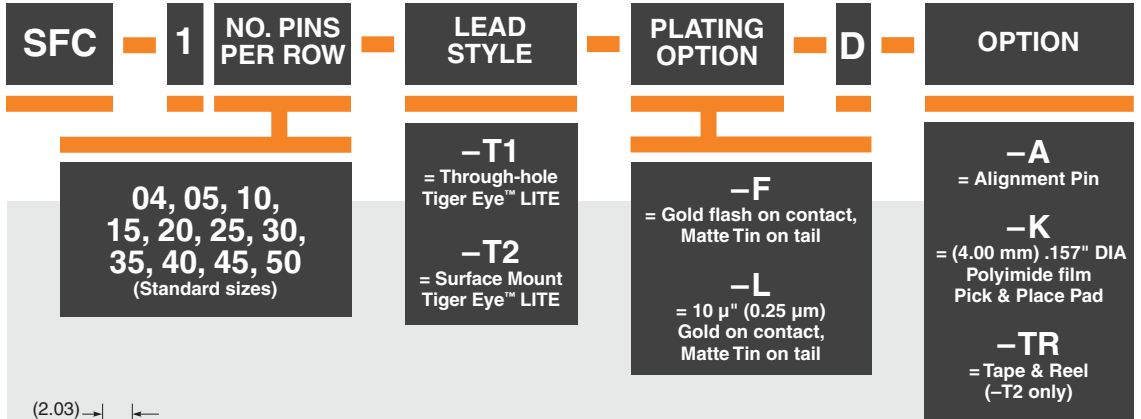 SFC
1
NO. PINS
PER ROW
LEAD
STYLE
PLATING
OPTION
D
OPTION
04, 05, 10,
15, 20, 25, 30,
35, 40, 45, 50
(Standard sizes)
–T1
= Through-hole
Tiger Eye™ LITE
–T2
= Surface Mount
Tiger Eye™ LITE
–F
= Gold flash on contact,
Matte Tin on tail
–L
= 10 µ" (0.25 µm)
Gold on contact,
Matte Tin on tail
–A
= Alignment Pin
–K
= (4.00 mm) .157" DIA
Polyimide film
Pick & Place Pad
–TR
= Tape & Reel
(–T2 only)
(2.03)